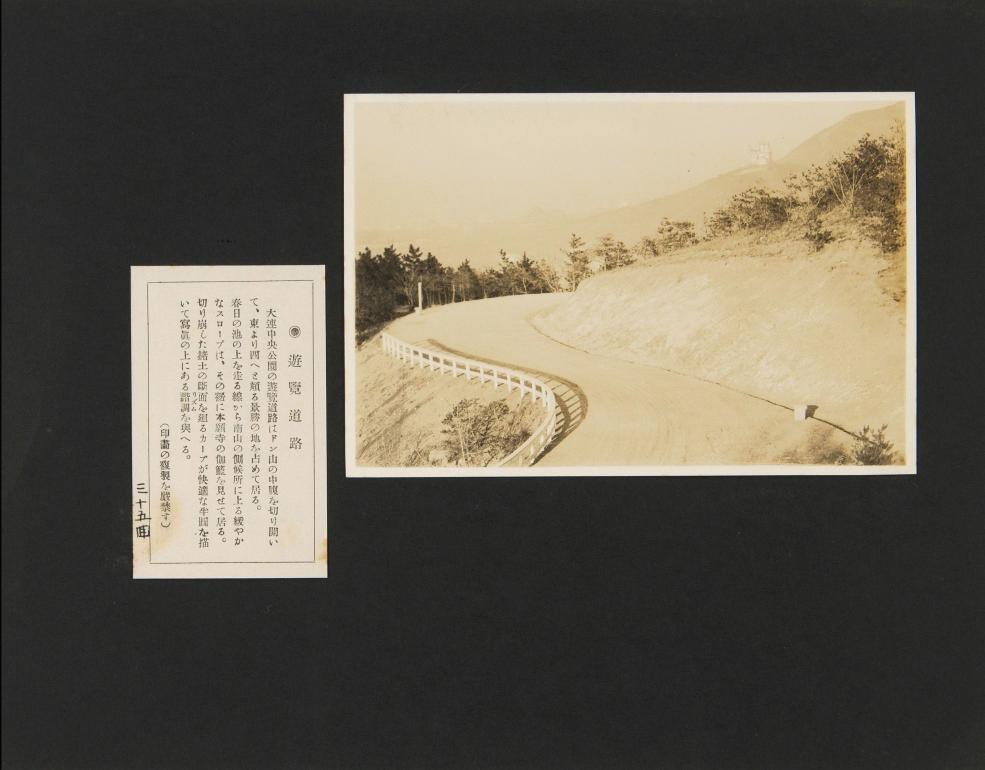 ◉遊覽道路
大連中央公園の遊覽道路はドン山の中腹を切り開い
て、東より西へと頗る景勝の地を占めて居る。
春日の池の上を走る線から南山の測候所に上る緩やか
なスロープは、その裾に本願寺の伽籃を見せて居る。
切り崩した赭土の斷面を廻るカーブが快適な半圓を描
いて寫眞の上にある諧調を與へる。
リズム
(印畵の複製を嚴禁す)
三十五